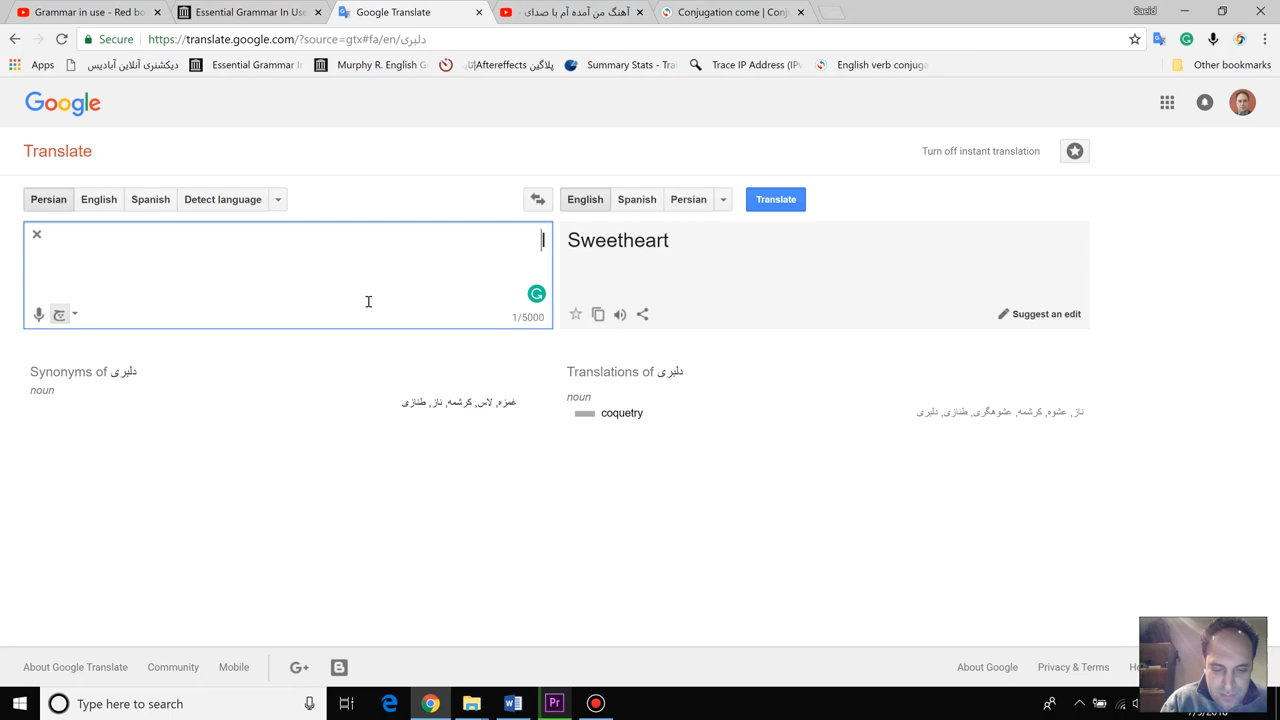 Grammar in use - Red bo
Essential Grammar In Use
Google Translate
آهنگ من آمده آم با صدای -
Conjugation come | Conj
Saeid
Secure
https://translate.google.com/?source=gtx#fa/en/دلبری
Apps
دیکشنری آنلاین آبادیس
Essential Grammar
Murphy R. English G
پلاگین Aftereffects
Summary Stats - Tra
Trace IP Address (IPv
English verb conjuga
Other bookmarks
Google
Translate
Turn off instant translation
Persian
English
Spanish
Detect language
English
Spanish
Persian
Translate
ا
Sweetheart
1/5000
Suggest an edit
Synonyms of دلبری
noun
غمزه, لاس, کرشمه, ناز, طنازی
Translations of دلبری
noun
coquetry
ناز, عشوه, کرشمه, عشوهگری, طنازی, دلبری
About Google Translate
Community
Mobile
G+
About Google
Privacy & Terms
Type here to search
Pr